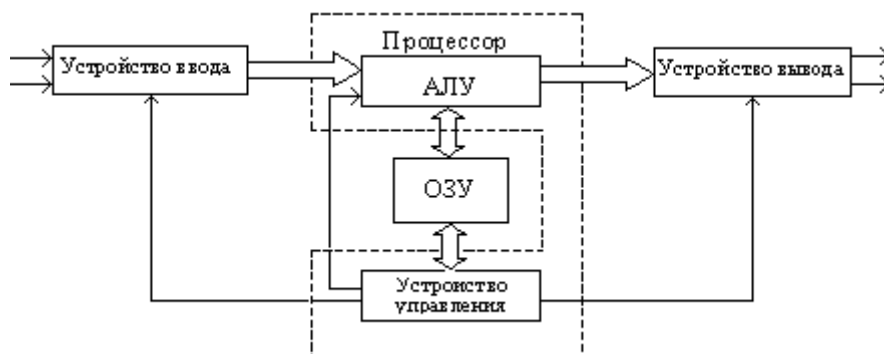 Процессор
Устройство ввода
АЛУ
Устройство вывода
ОЗУ
Устройство
управления